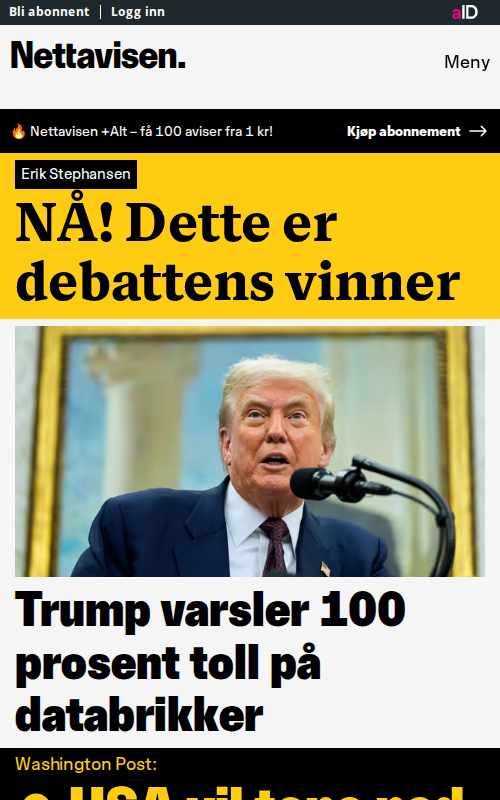 Bli abonnent | Logg inn
aID
Nettavisen.
Meny
🔥 Nettavisen +Alt – få 100 aviser fra 1 kr!
Kjøp abonnement →
Erik Stephansen
NÅ! Dette er
debattens vinner
Trump varsler 100
prosent toll på
databrikker
Washington Post: